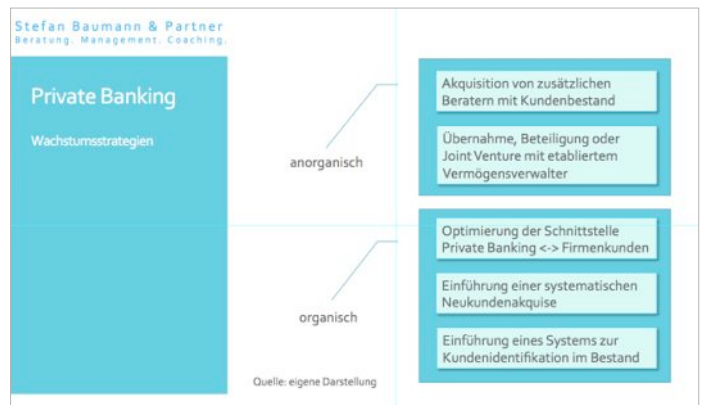 Stefan Baumann & Partner
Beratung. Management. Coaching.
Private Banking
Wachstumsstrategien
anorganisch
Akquisition von zusätzlichen
Beratern mit Kundenbestand
Übernahme, Beteiligung oder
Joint Venture mit etabliertem
Vermögensverwalter
organisch
Optimierung der Schnittstelle
Private Banking <-> Firmenkunden
Einführung einer systematischen
Neukundenakquise
Einführung eines Systems zur
Kundenidentifikation im Bestand
Quelle: eigene Darstellung